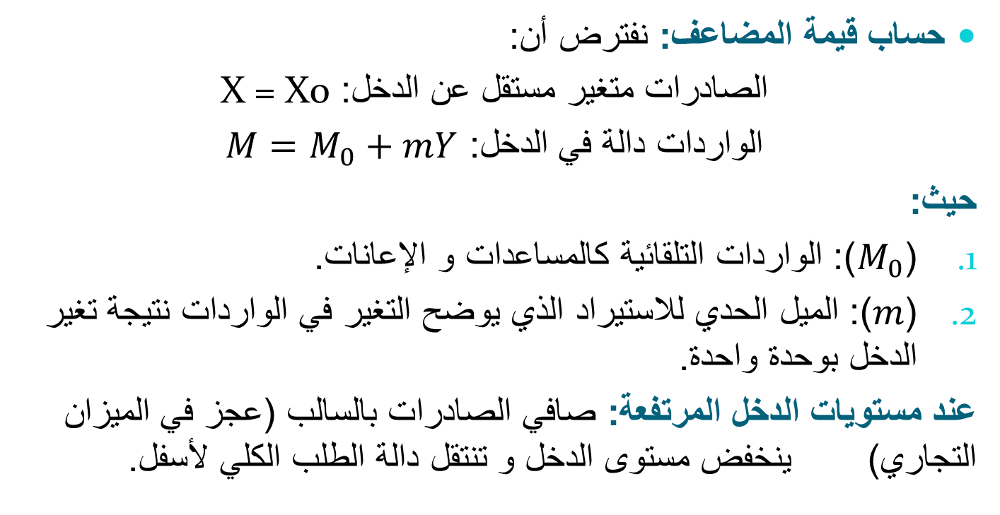 • حساب قيمة المضاعف: نفترض أن:
الصادرات متغير مستقل عن الدخل: X = Xo
الواردات دالة في الدخل: M = M₀ + mY
حيث:
1. (M₀): الواردات التلقائية كالمساعدات و الإعانات.
2. (m): الميل الحدي للاستيراد الذي يوضح التغير في الواردات نتيجة تغير
الدخل بوحدة واحدة.
عند مستويات الدخل المرتفعة: صافي الصادرات بالسالب (عجز في الميزان
التجاري) ينخفض مستوى الدخل و تنتقل دالة الطلب الكلي لأسفل.